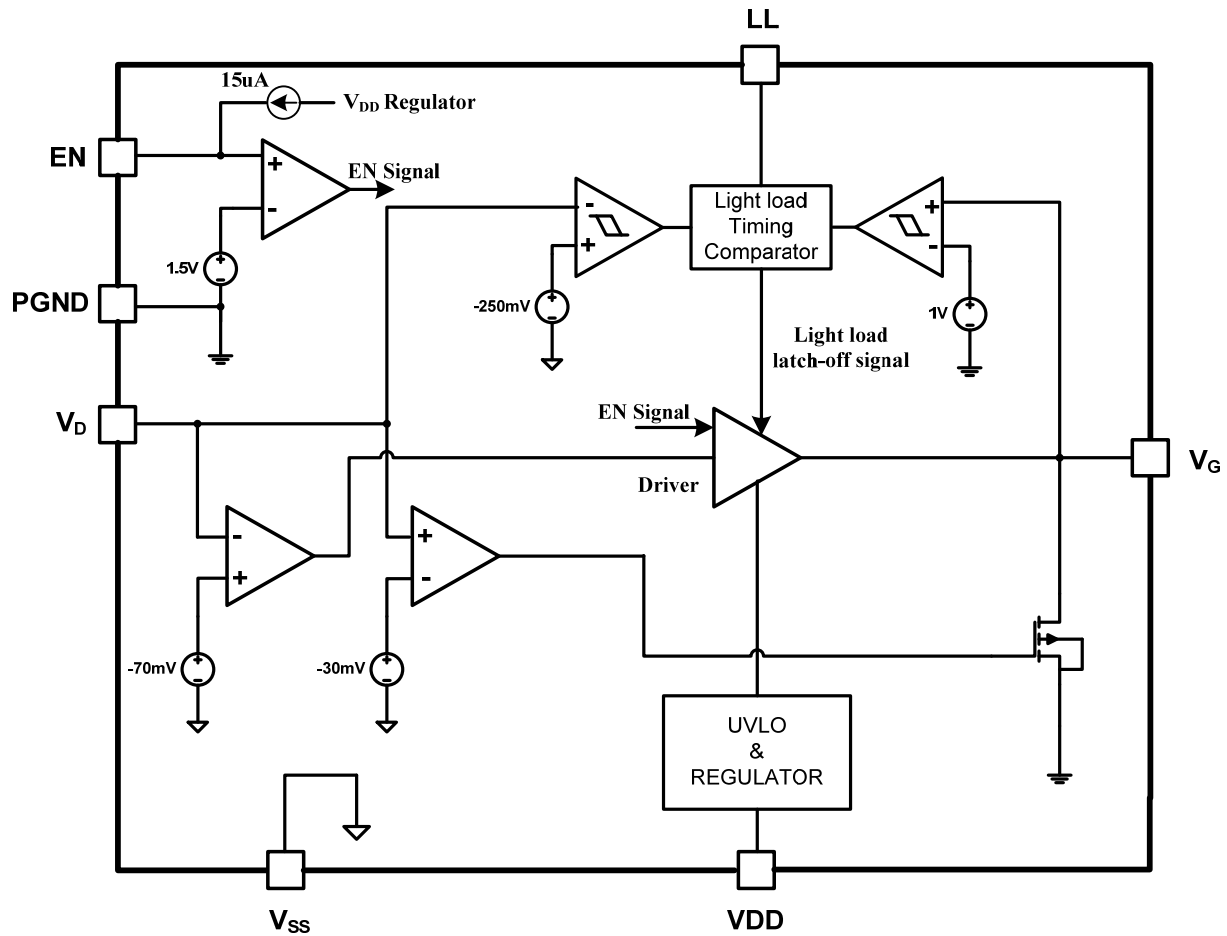 LL
15uA
VDD Regulator
EN
+
EN Signal
-
1.5V
+
-
PGND
-
+
Light load
Timing
Comparator
+
-
-250mV
+
-
1V
+
-
Light load
latch-off signal
VD
EN Signal
Driver
VG
-
+
+
-
-70mV
+
-
-30mV
+
-
UVLO
&
REGULATOR
VSS
VDD